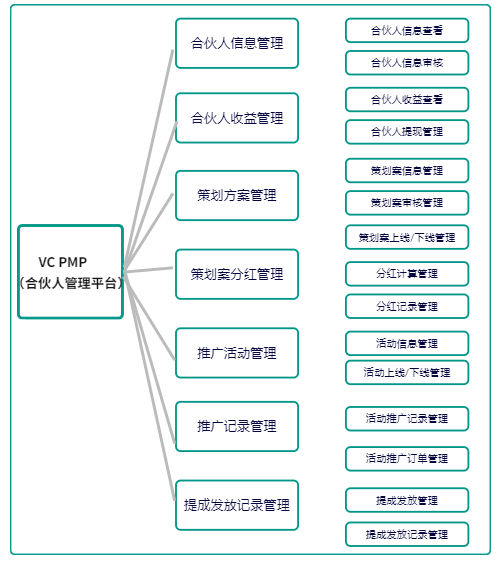 VC PMP
（合伙人管理平台）
合伙人信息管理
合伙人收益管理
策划方案管理
策划案分红管理
推广活动管理
推广记录管理
提成发放记录管理
合伙人信息查看
合伙人信息审核
合伙人收益查看
合伙人提现管理
策划案信息管理
策划案审核管理
策划案上线/下线管理
分红计算管理
分红记录管理
活动信息管理
活动上线/下线管理
活动推广记录管理
活动推广订单管理
提成发放管理
提成发放记录管理